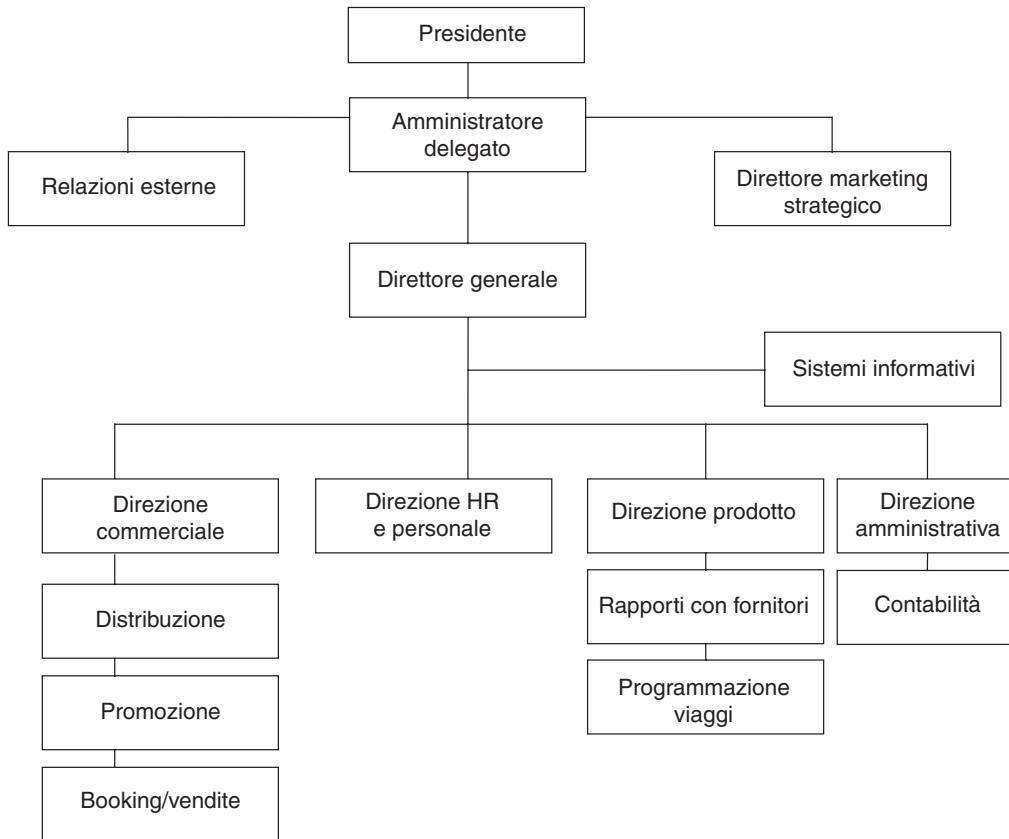 Presidente
Amministratore
delegato
Relazioni esterne
Direttore marketing
strategico
Direttore generale
Sistemi informativi
Direzione
commerciale
Direzione HR
e personale
Direzione prodotto
Direzione
amministrativa
Distribuzione
Rapporti con fornitori
Contabilità
Promozione
Programmazione
viaggi
Booking/vendite